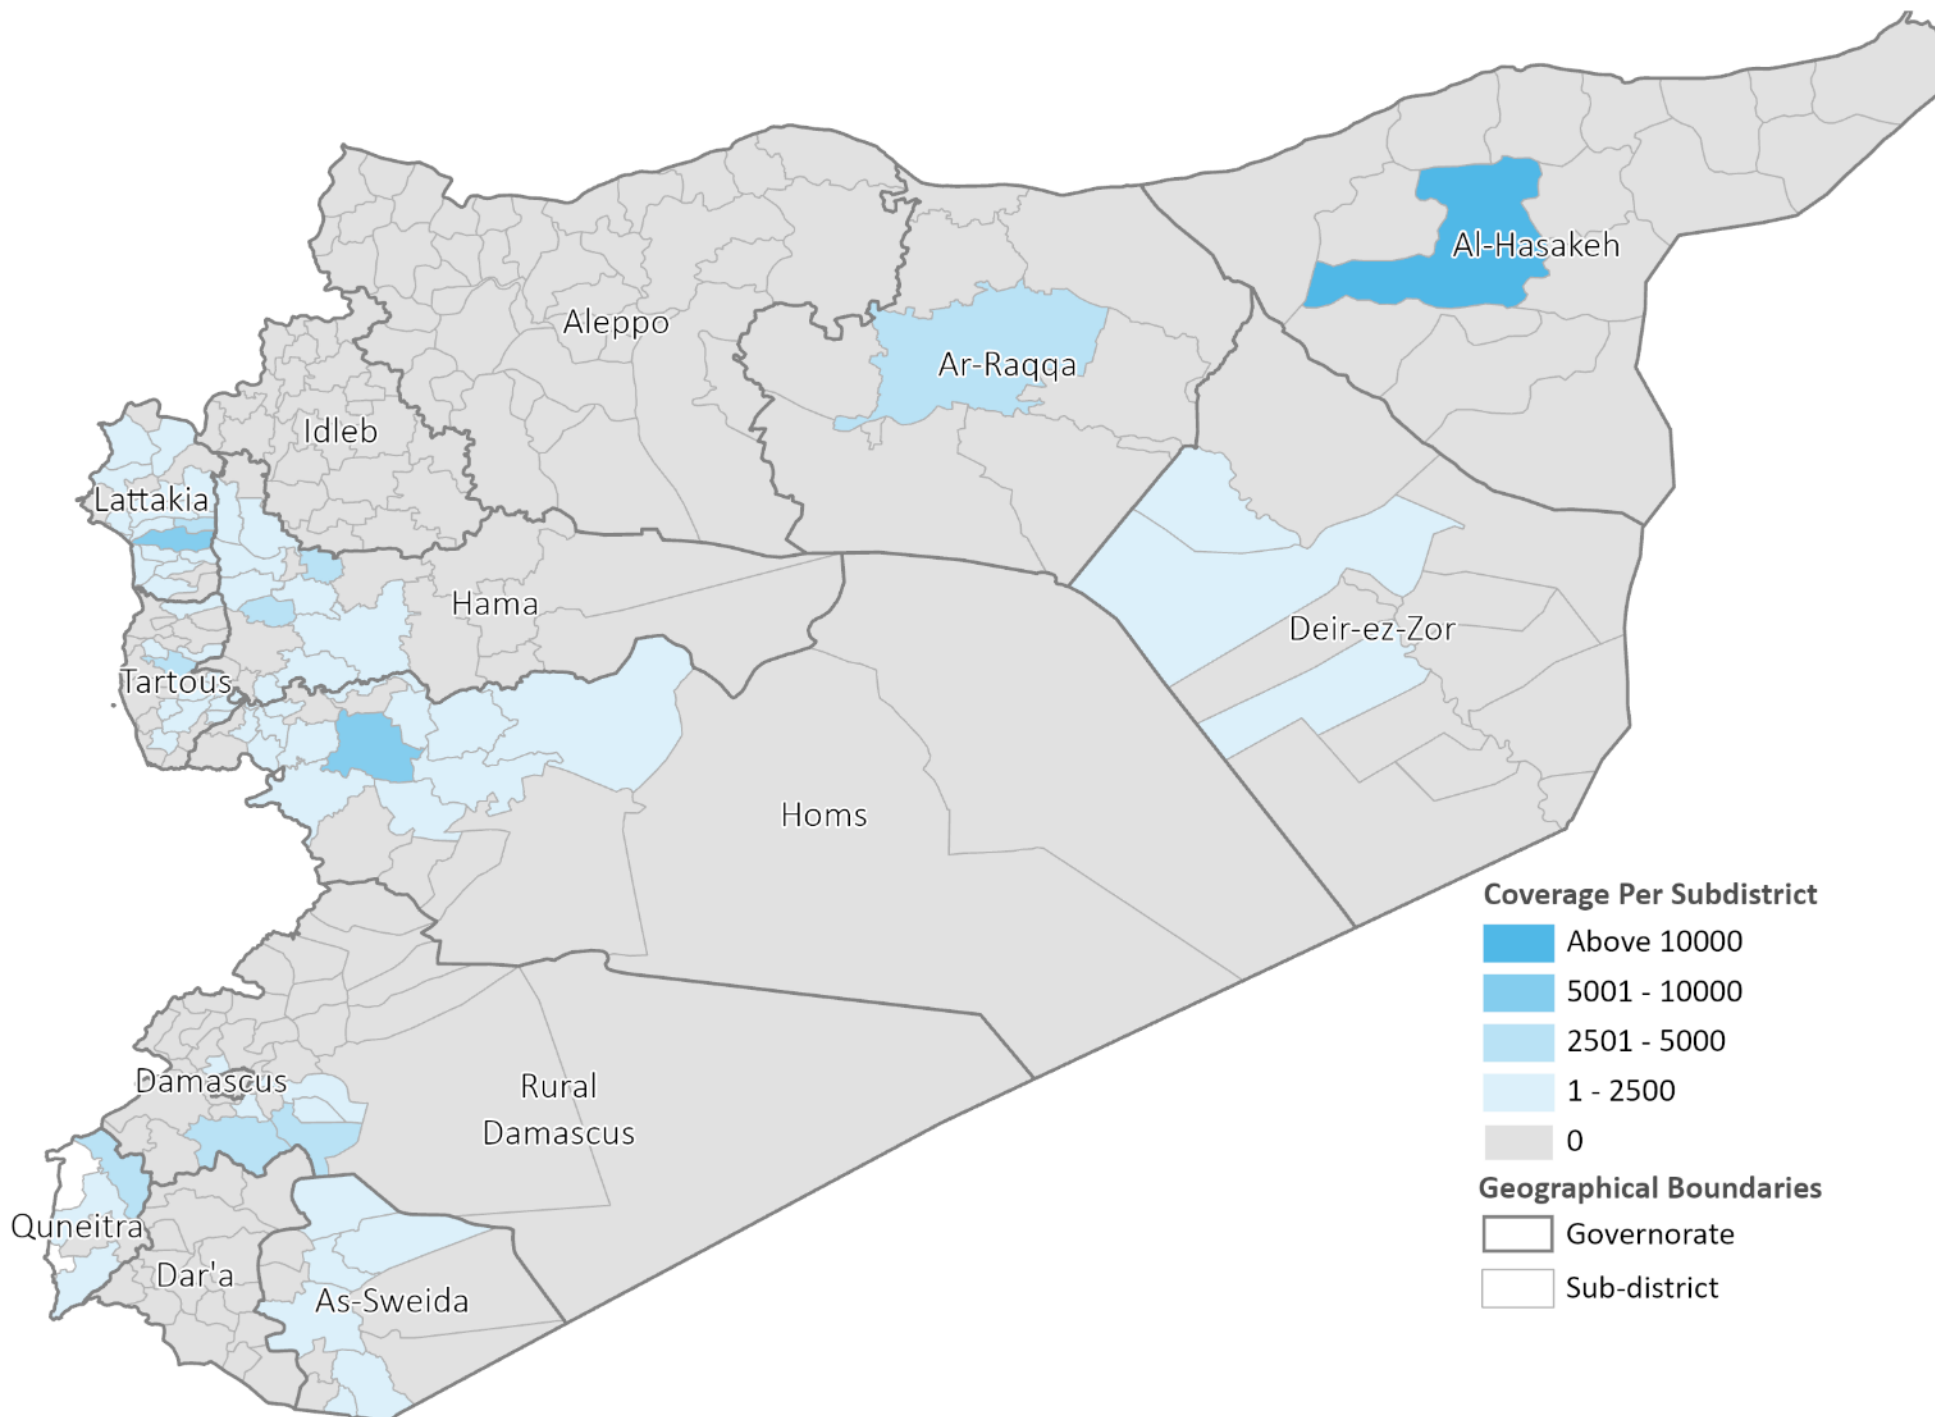 Al-Hasakeh
Aleppo
Ar-Raqqa
Idleb
Lattakia
Hama
Deir-ez-Zor
Tartous
Homs
Coverage Per Subdistrict
Above 10000
5001 - 10000
2501 - 5000
1 - 2500
0
Damascus
Rural
Damascus
Geographical Boundaries
Quneitra
Governorate
Dar'a
Sub-district
As-Sweida